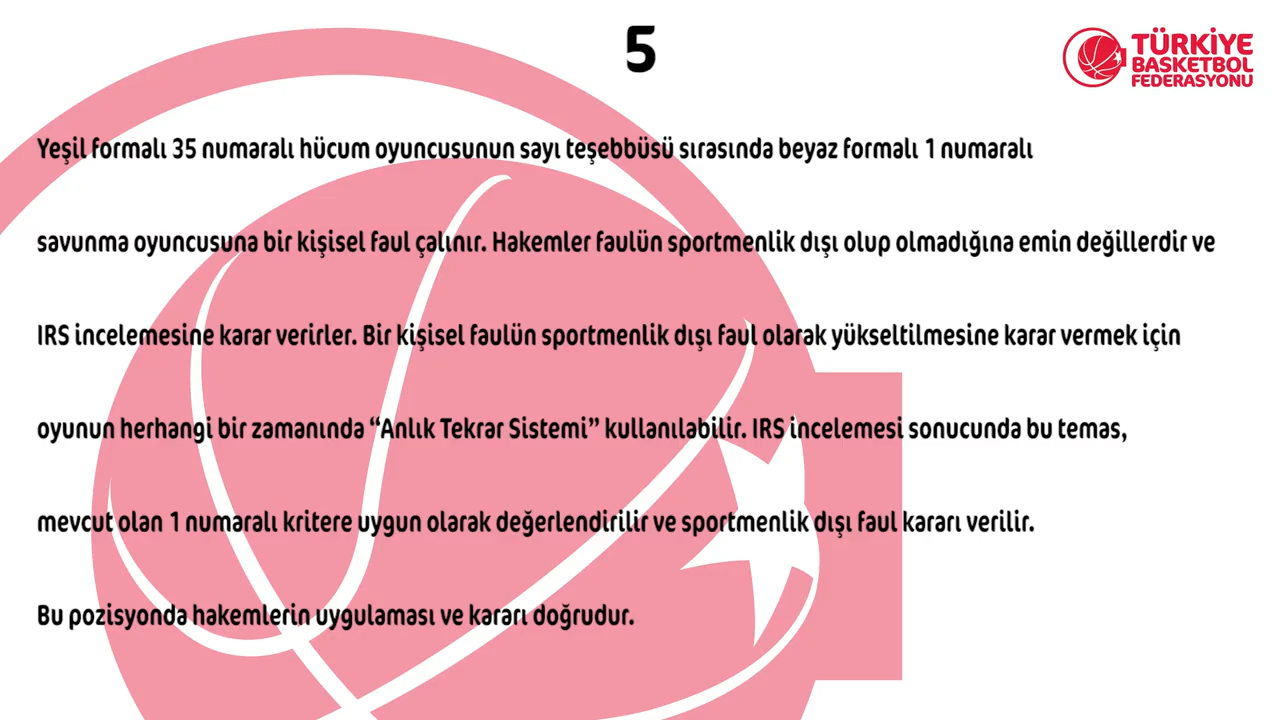 5
TÜRKİYE
BASKETBOL
FEDERASYONU
Yeşil formalı 35 numaralı hücum oyuncusunun sayı teşebbüsü sırasında beyaz formalı 1 numaralı
savunma oyuncusuna bir kişisel faul çalınır. Hakemler faulün sportmenlik dışı olup olmadığına emin değillerdir ve
IRS incelemesine karar verirler. Bir kişisel faulün sportmenlik dışı faul olarak yükseltilmesine karar vermek için
oyunun herhangi bir zamanında “Anlık Tekrar Sistemi” kullanılabilir. IRS incelemesi sonucunda bu temas,
mevcut olan 1 numaralı kritere uygun olarak değerlendirilir ve sportmenlik dışı faul kararı verilir.
Bu pozisyonda hakemlerin uygulaması ve kararı doğrudur.